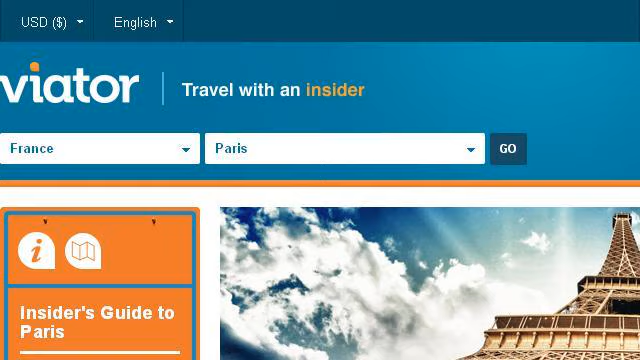 USD ($) English
viator Travel with an insider
France Paris GO
i
Insider's Guide to
Paris